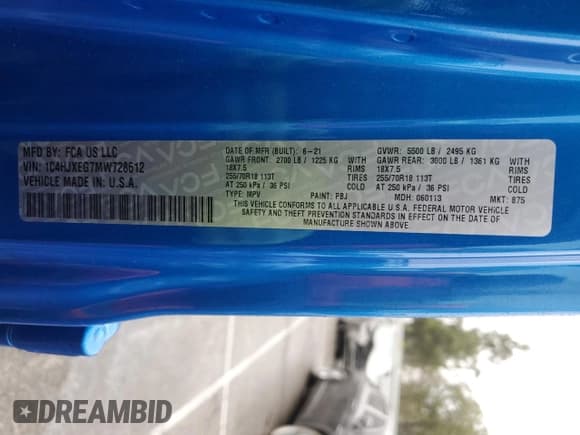 MFD BY: FCA US LLC
VIN: 1C4HJXEG7MW728612
VEHICLE MADE IN: U.S.A.
DATE OF MFR (BUILT): 6-21
GVWR: 5500 LB / 2495 KG
GAWR FRONT: 2700 LB / 1225 KG
WITH
GAWR REAR: 3000 LB / 1361 KG
WITH
18X7.5
RIMS
18X7.5
RIMS
255/70R18 113T
TIRES
255/70R18 113T
TIRES
AT 250 kPa / 36 PSI
AT 250 kPa / 36 PSI
TYPE: MPV
PAINT: PBJ
MDH: 060113
MKT: 875
THIS VEHICLE CONFORMS TO ALL APPLICABLE U.S.A. FEDERAL MOTOR VEHICLE
SAFETY AND THEFT PREVENTION STANDARDS IN EFFECT ON THE DATE OF
MANUFACTURE SHOWN ABOVE.
DREAMBID